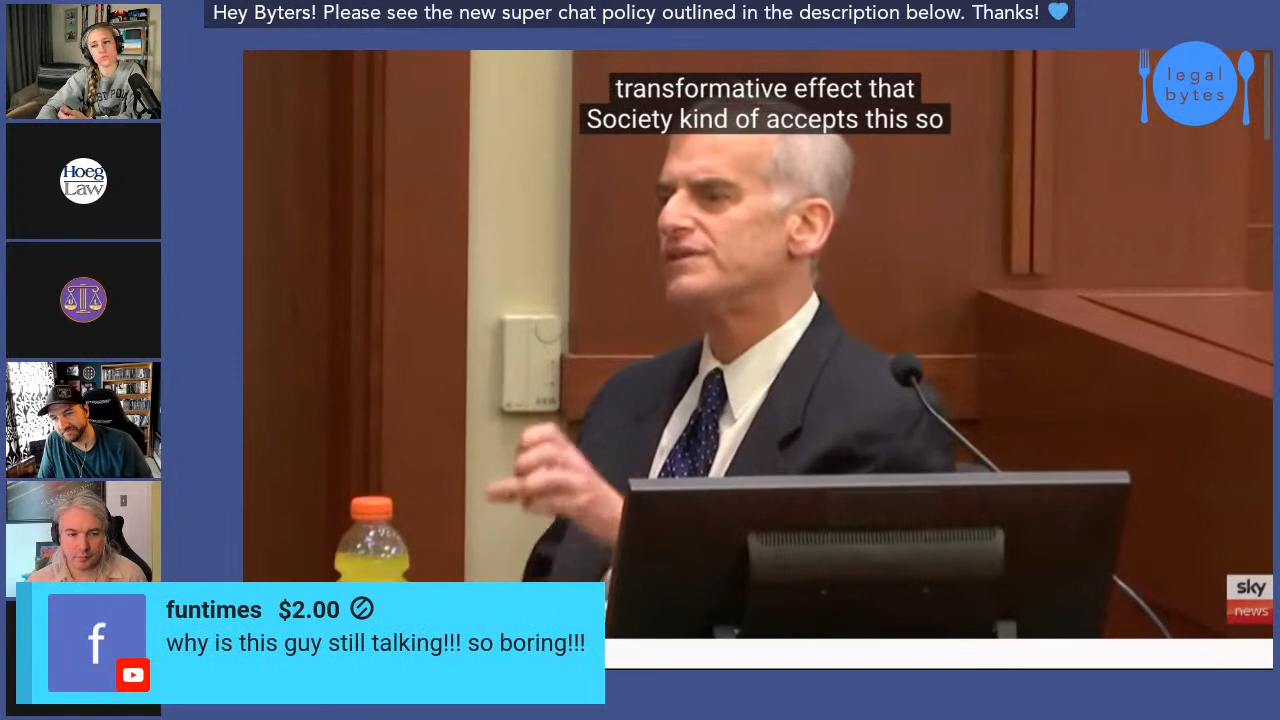 Hey Byters! Please see the new super chat policy outlined in the description below. Thanks! 💙
legal
bytes
transformative effect that
Society kind of accepts this so
Hoeg
Law
sky
news
funtimes $2.00
why is this guy still talking!!! so boring!!!
f